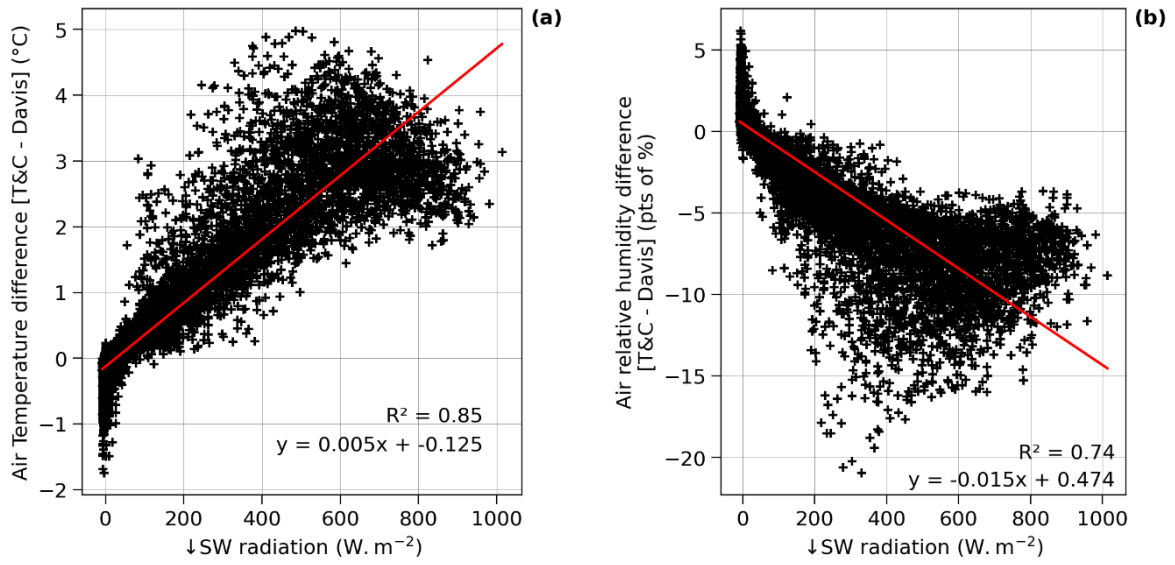 (a)
Air Temperature difference [T&C - Davis] (°C)
5
4
3
2
1
0
−1
−2
R² = 0.85
y = 0.005x + -0.125
0 200 400 600 800 1000
↓SW radiation (W. m⁻²)
(b)
Air relative humidity difference
[T&C - Davis] (pts of %)
5
0
−5
−10
−15
−20
R² = 0.74
y = -0.015x + 0.474
0 200 400 600 800 1000
↓SW radiation (W. m⁻²)